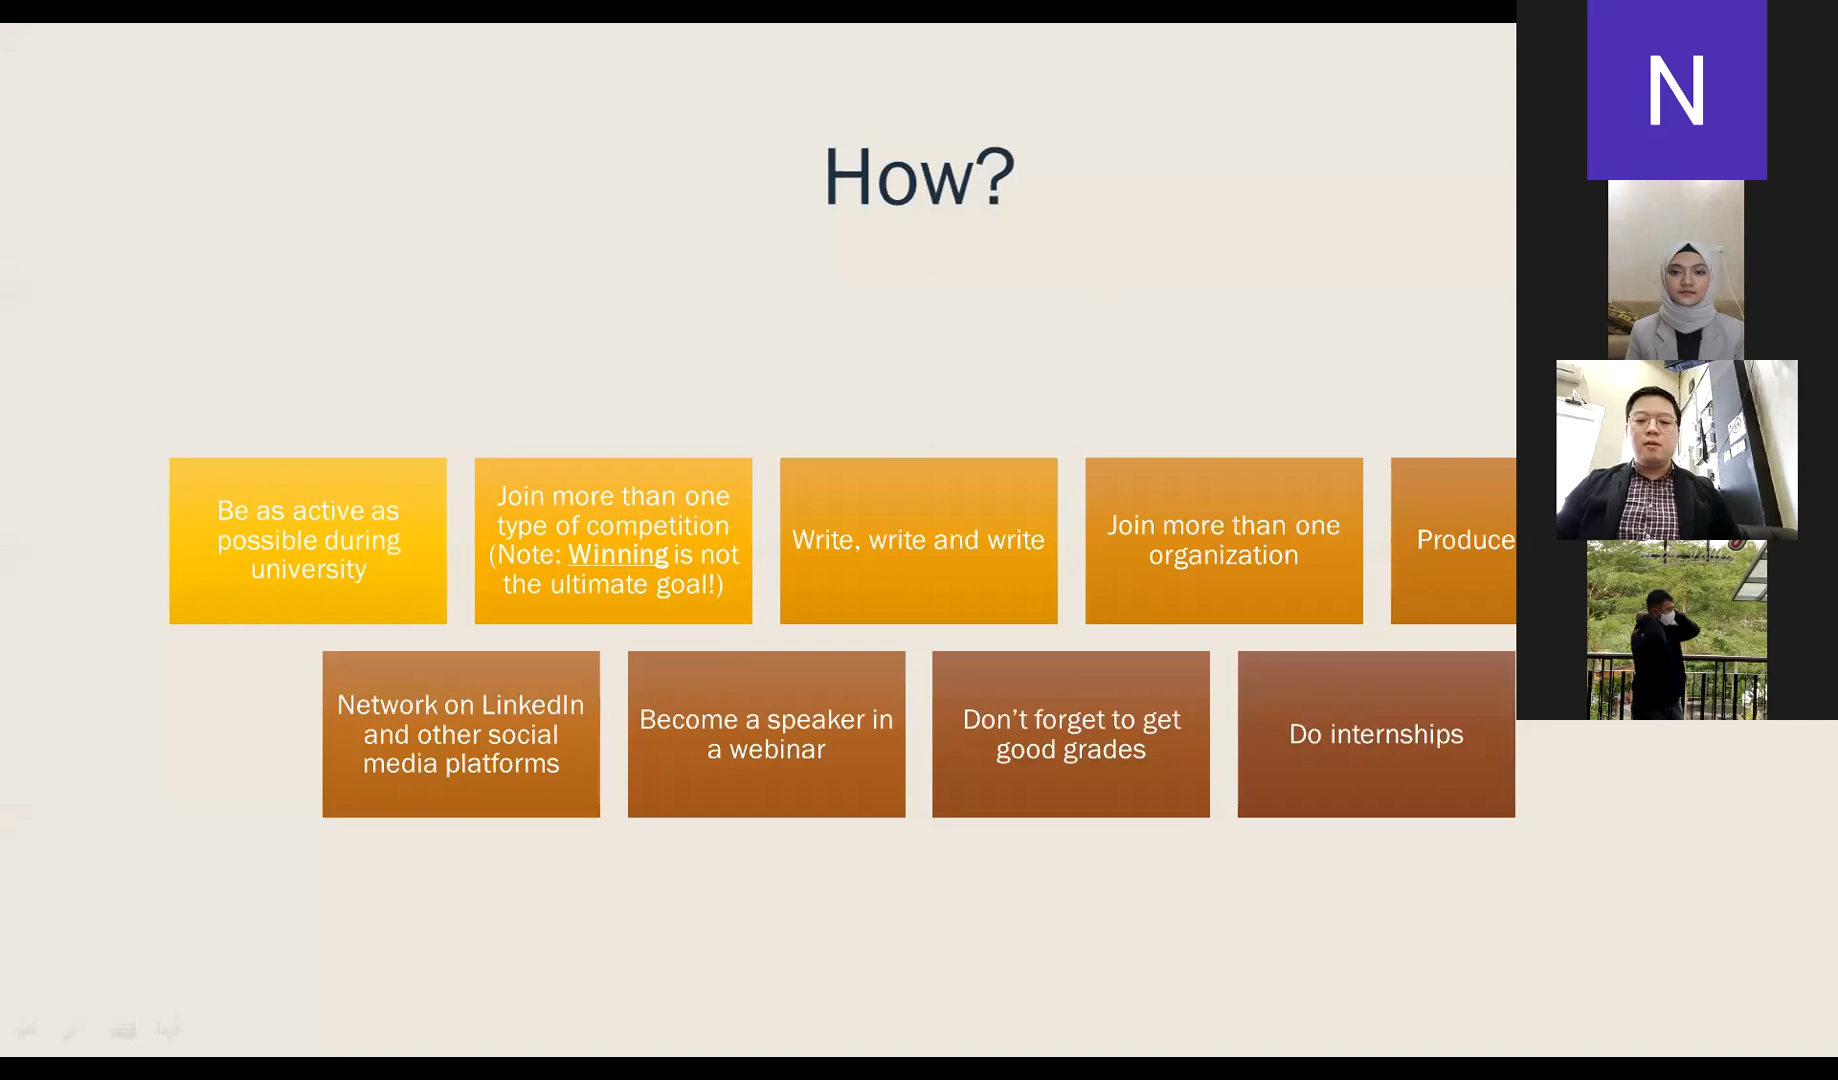 How?
N
Be as active as
possible during
university
Join more than one
type of competition
(Note: Winning is not
the ultimate goal!)
Write, write and write
Join more than one
organization
Produce
Network on LinkedIn
and other social
media platforms
Become a speaker in
a webinar
Don’t forget to get
good grades
Do internships